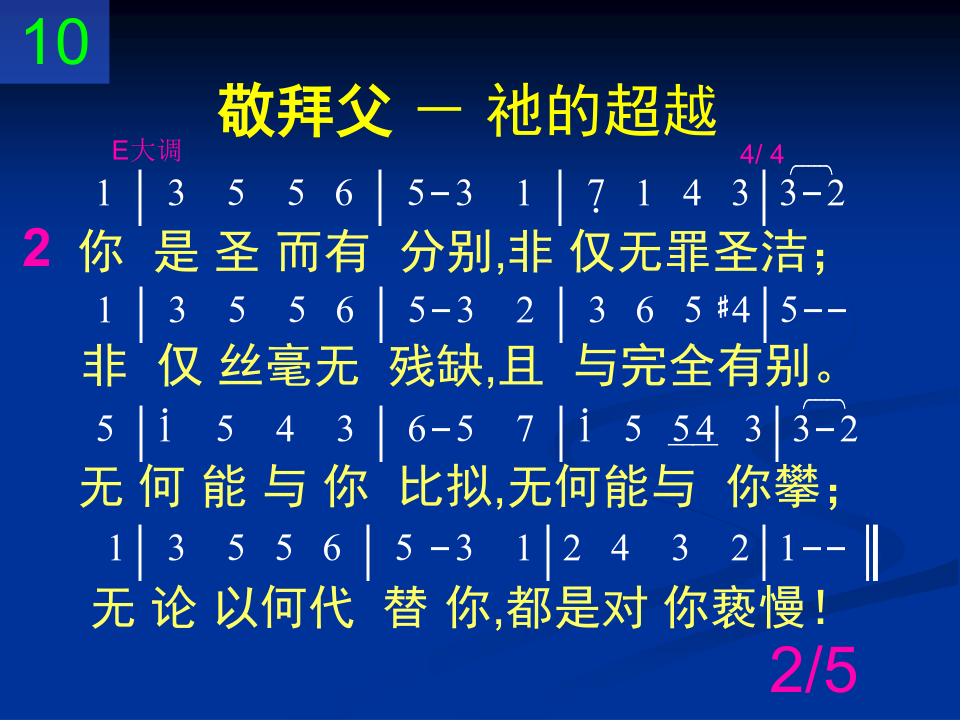 10
敬拜父 － 祂的超越
E大调 4/ 4
1│ 3 5 5 6 │ 5-3 1 │ 7̣ 1 4 3│3-2
2 你 是 圣 而有 分别,非 仅无罪圣洁；
1│ 3 5 5 6 │ 5-3 2 │ 3 6 5 #4│5--
非 仅 丝毫无 残缺,且 与完全有别。
5 │i̇ 5 4 3 │ 6-5 7 │i̇ 5 54 3│3-2
无 何 能 与 你 比拟,无何能与 你攀；
1│ 3 5 5 6 │ 5 -3 1│2 4 3 2│1-- ║
无 论 以何代 替 你,都是对 你亵慢！
2/5